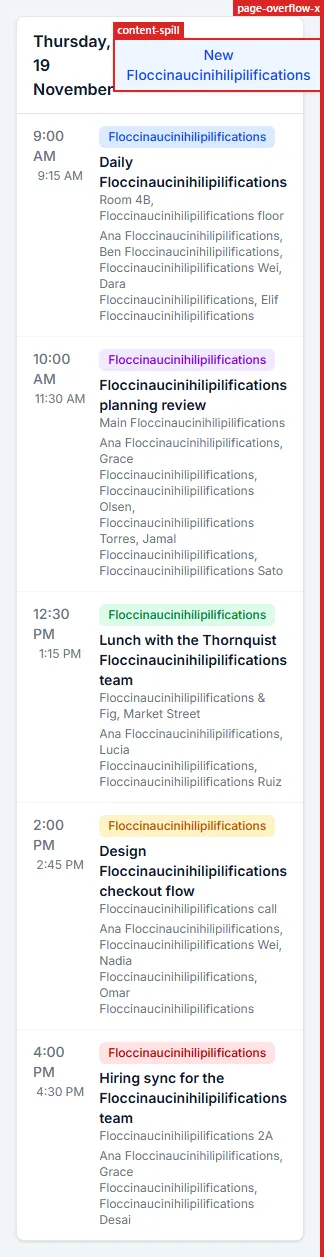 page-overflow-x
content-spill
Thursday,
19
November
New
Floccinaucinihilipilifications
9:00
AM
9:15 AM
Floccinaucinihilipilifications
Daily
Floccinaucinihilipilifications
Room 4B,
Floccinaucinihilipilifications floor
Ana Floccinaucinihilipilifications,
Ben Floccinaucinihilipilifications,
Floccinaucinihilipilifications Wei,
Dara
Floccinaucinihilipilifications, Elif
Floccinaucinihilipilifications
10:00
AM
11:30 AM
Floccinaucinihilipilifications
Floccinaucinihilipilifications
planning review
Main Floccinaucinihilipilifications
Ana Floccinaucinihilipilifications,
Grace
Floccinaucinihilipilifications,
Floccinaucinihilipilifications
Olsen,
Floccinaucinihilipilifications
Torres, Jamal
Floccinaucinihilipilifications,
Floccinaucinihilipilifications Sato
12:30
PM
1:15 PM
Floccinaucinihilipilifications
Lunch with the Thornquist
Floccinaucinihilipilifications
team
Floccinaucinihilipilifications &
Fig, Market Street
Ana Floccinaucinihilipilifications,
Lucia
Floccinaucinihilipilifications,
Floccinaucinihilipilifications Ruiz
2:00
PM
2:45 PM
Floccinaucinihilipilifications
Design
Floccinaucinihilipilifications
checkout flow
Floccinaucinihilipilifications call
Ana Floccinaucinihilipilifications,
Floccinaucinihilipilifications Wei,
Nadia
Floccinaucinihilipilifications,
Omar
Floccinaucinihilipilifications
4:00
PM
4:30 PM
Floccinaucinihilipilifications
Hiring sync for the
Floccinaucinihilipilifications
team
Floccinaucinihilipilifications 2A
Ana Floccinaucinihilipilifications,
Grace
Floccinaucinihilipilifications,
Floccinaucinihilipilifications
Desai